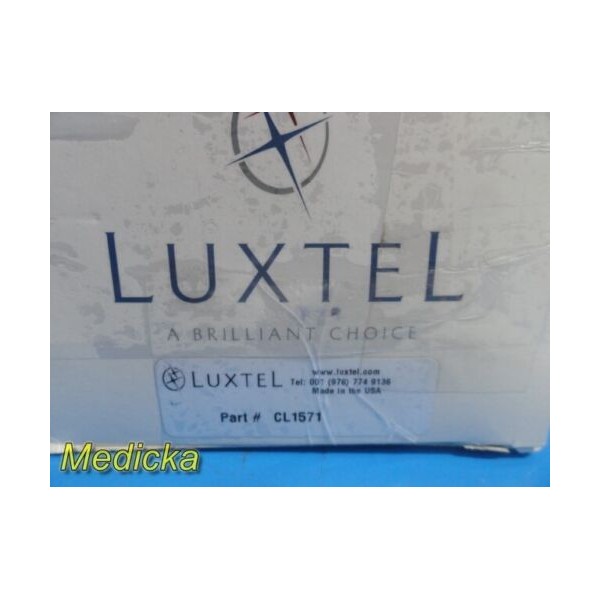 LUXTEL
A BRILLIANT CHOICE
LUXTEL
www.luxtel.com
Tel: 001 (978) 774 9136
Made in the USA
Part # CL1571
Medicka